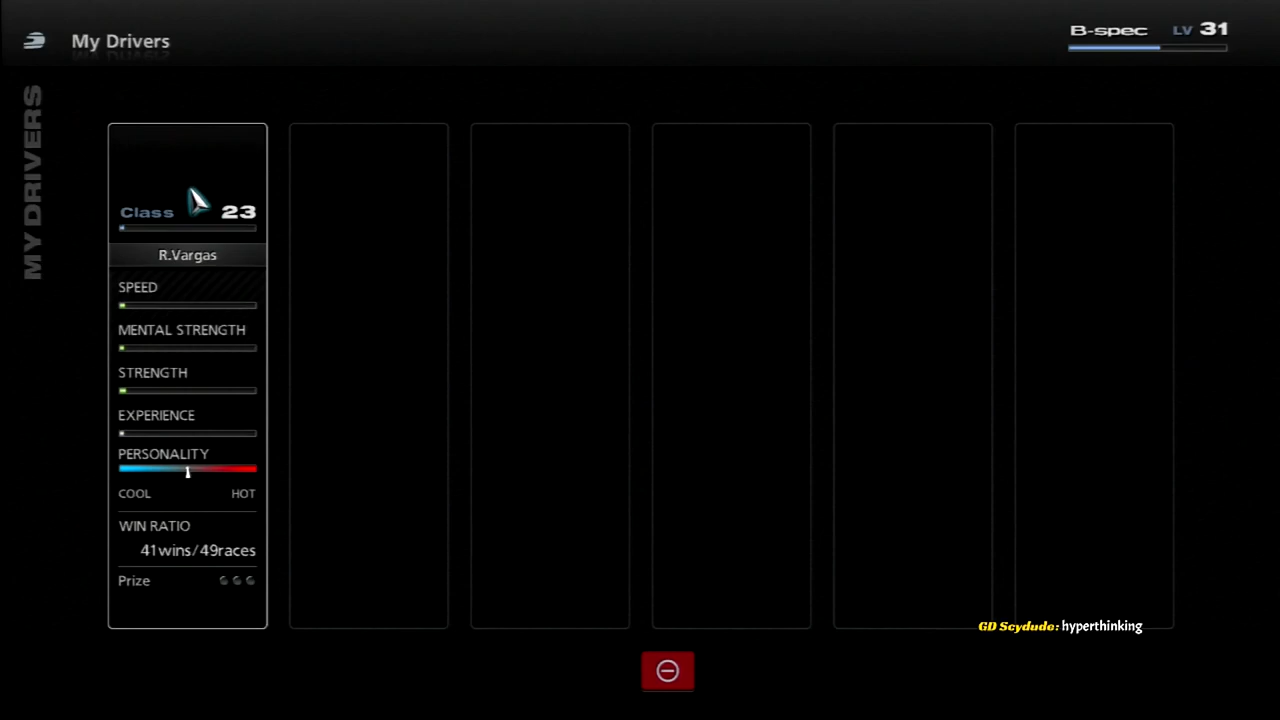 My Drivers
B-spec LV 31
MY DRIVERS
Class 23
R.Vargas
SPEED
MENTAL STRENGTH
STRENGTH
EXPERIENCE
PERSONALITY
COOL HOT
WIN RATIO
41wins/49races
Prize
GD Scydude: hyperthinking